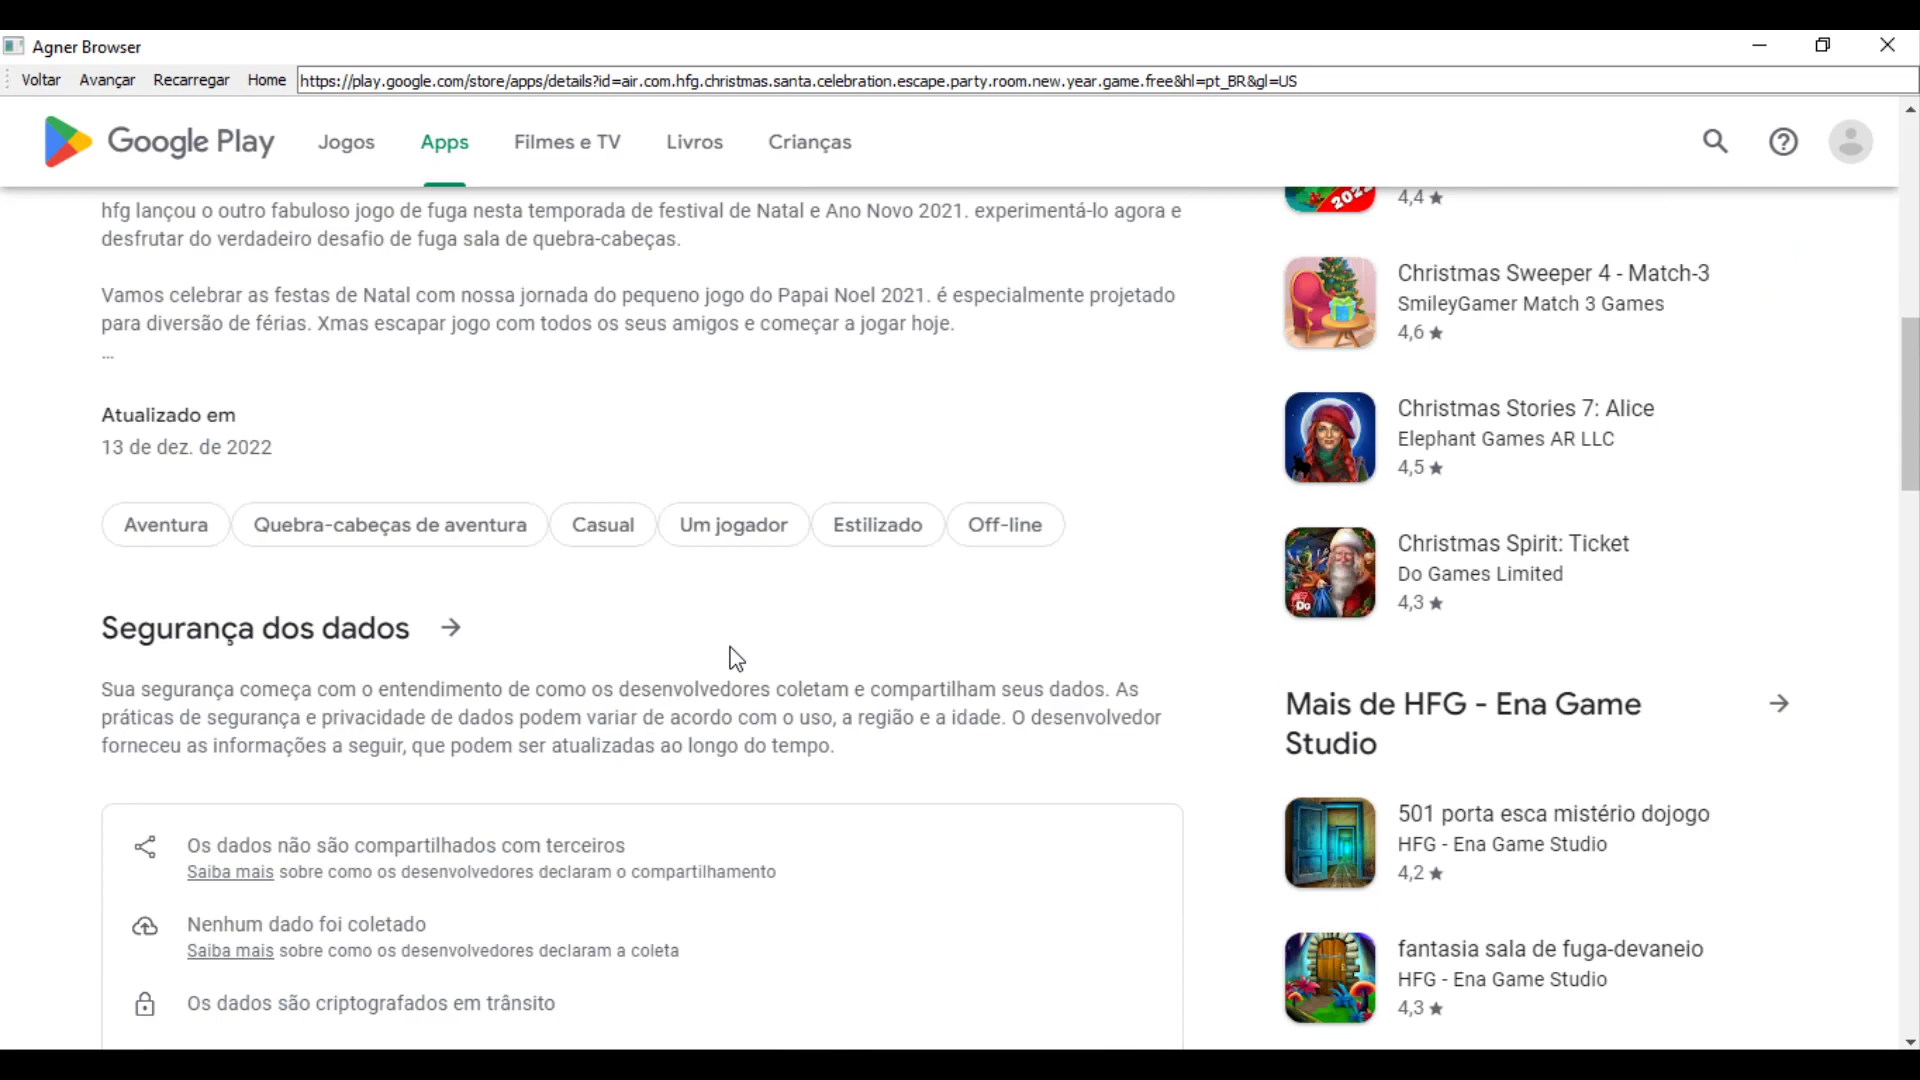 Agner Browser
Voltar Avançar Recarregar Home https://play.google.com/store/apps/details?id=air.com.hfg.christmas.santa.celebration.escape.party.room.new.year.game.free&hl=pt_BR&gl=US
Google Play Jogos Apps Filmes e TV Livros Crianças
hfg lançou o outro fabuloso jogo de fuga nesta temporada de festival de Natal e Ano Novo 2021. experimentá-lo agora e
desfrutar do verdadeiro desafio de fuga sala de quebra-cabeças.
Vamos celebrar as festas de Natal com nossa jornada do pequeno jogo do Papai Noel 2021. é especialmente projetado
para diversão de férias. Xmas escapar jogo com todos os seus amigos e começar a jogar hoje.
...
Atualizado em
13 de dez. de 2022
Aventura Quebra-cabeças de aventura Casual Um jogador Estilizado Off-line
Segurança dos dados →
Sua segurança começa com o entendimento de como os desenvolvedores coletam e compartilham seus dados. As
práticas de segurança e privacidade de dados podem variar de acordo com o uso, a região e a idade. O desenvolvedor
forneceu as informações a seguir, que podem ser atualizadas ao longo do tempo.
Os dados não são compartilhados com terceiros
Saiba mais sobre como os desenvolvedores declaram o compartilhamento
Nenhum dado foi coletado
Saiba mais sobre como os desenvolvedores declaram a coleta
Os dados são criptografados em trânsito
2022
4,4 ★
Christmas Sweeper 4 - Match-3
SmileyGamer Match 3 Games
4,6 ★
Christmas Stories 7: Alice
Elephant Games AR LLC
4,5 ★
Do
Christmas Spirit: Ticket
Do Games Limited
4,3 ★
Mais de HFG - Ena Game →
Studio
501 porta esca mistério dojogo
HFG - Ena Game Studio
4,2 ★
fantasia sala de fuga-devaneio
HFG - Ena Game Studio
4,3 ★